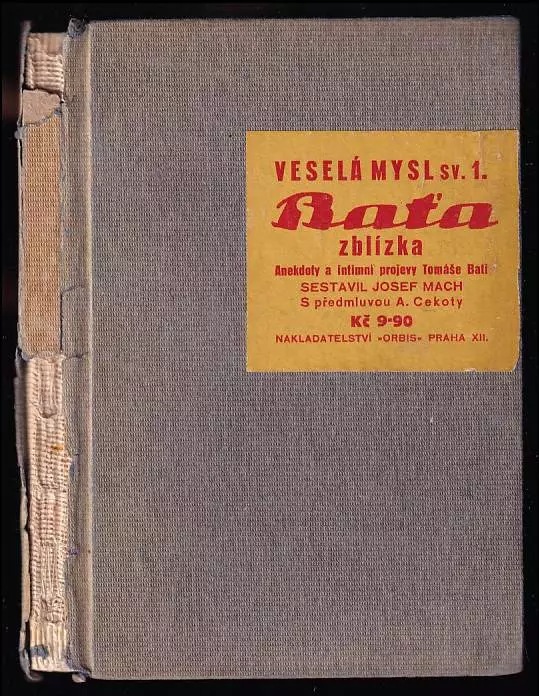 VESELÁ MYSL sv. 1.
Baťa
zblízka
Anekdoty a intimní projevy Tomáše Bati
SESTAVIL JOSEF MACH
S předmluvou A. Cekoty
Kč 9·90
NAKLADATELSTVÍ »ORBIS« PRAHA XII.